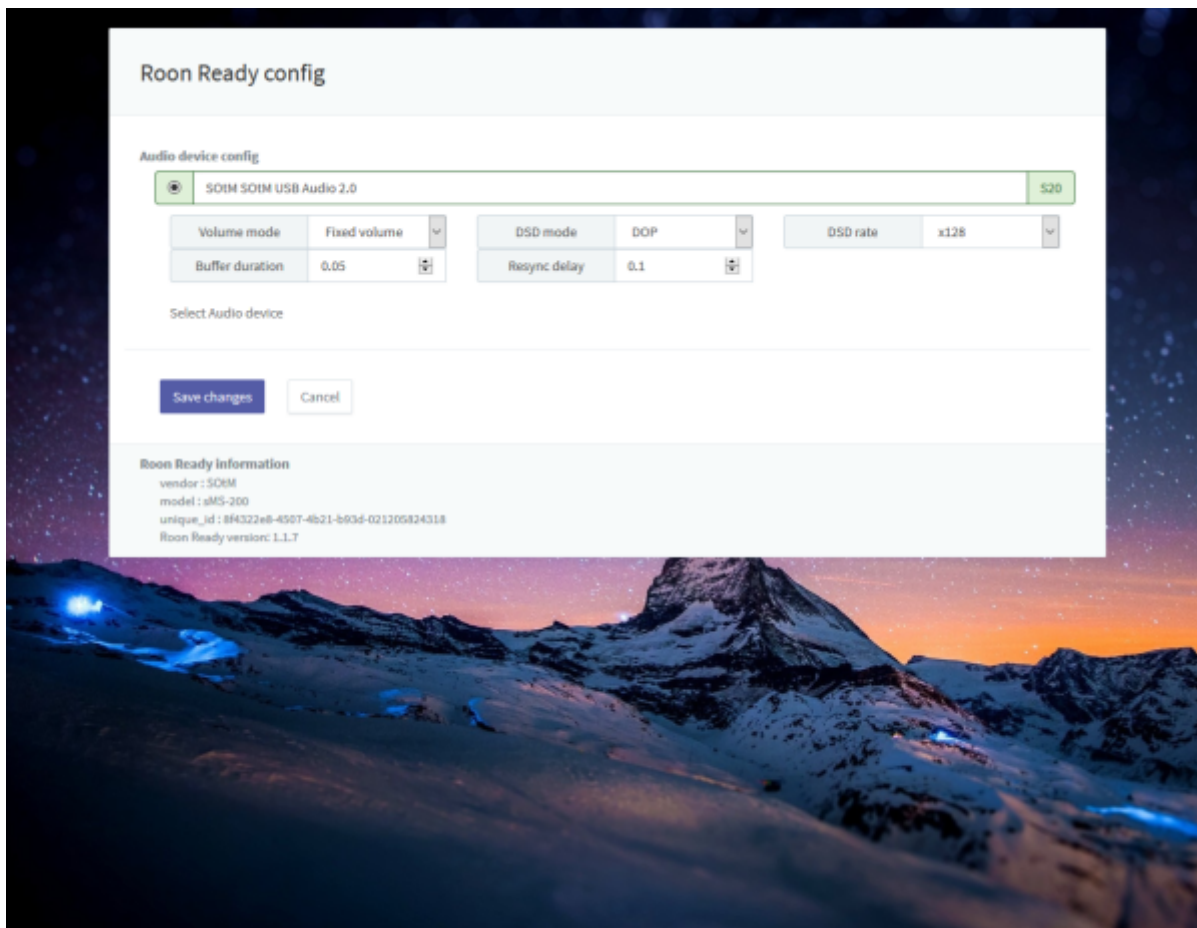 Roon Ready config
Audio device config
SOtM SOtM USB Audio 2.0 S20
Volume mode Fixed volume DSD mode DOP DSD rate x128
Buffer duration 0.05 Resync delay 0.1
Select Audio device
Save changes Cancel
Roon Ready information
vendor : SOtM
model : sMS-200
unique_id : 8f4322e8-4507-4b21-b93d-021205824318
Roon Ready version: 1.1.7